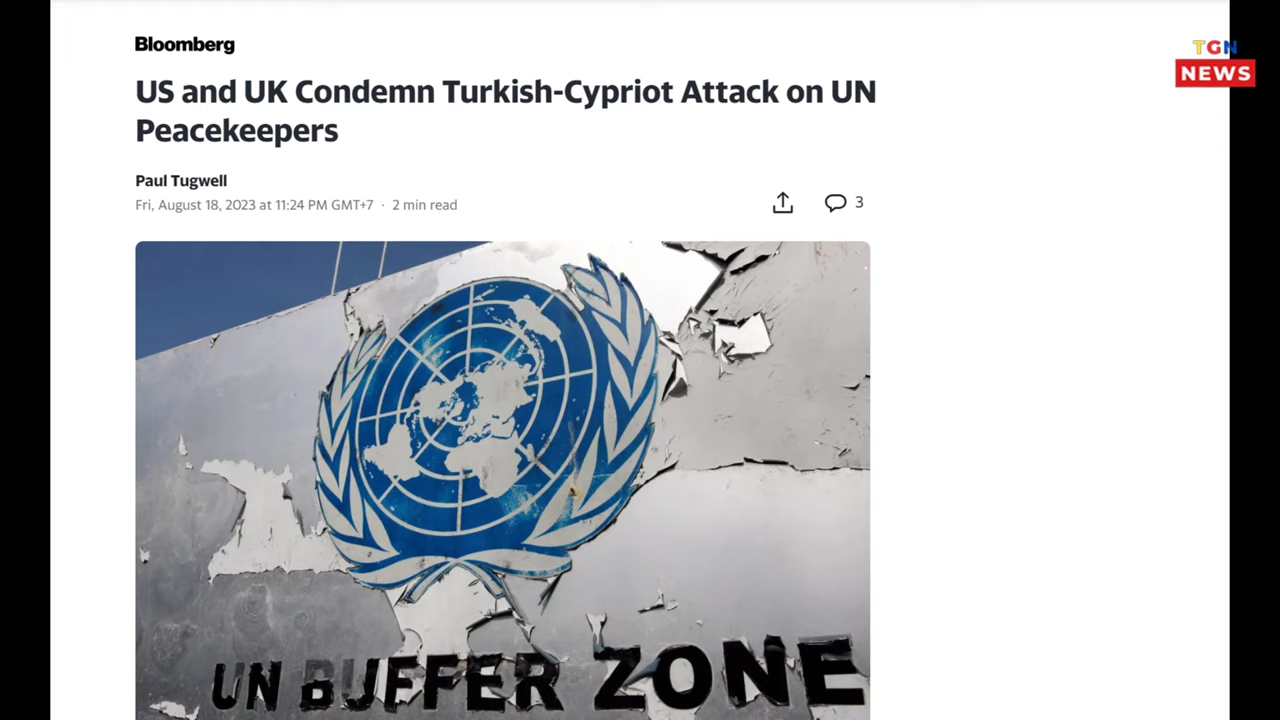 Bloomberg
TGN
NEWS
US and UK Condemn Turkish-Cypriot Attack on UN
Peacekeepers
Paul Tugwell
Fri, August 18, 2023 at 11:24 PM GMT+7 · 2 min read
3
UN BUFFER ZONE